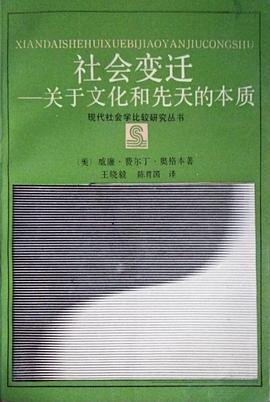 XIANDAISHEHUIXUEBIJIAOYANJIUCONGSHU
社会变迁
—关于文化和先天的本质
现代社会学比较研究丛书
S
〔美〕威廉·费尔丁·奥格本著
王晓毅 陈育国 译